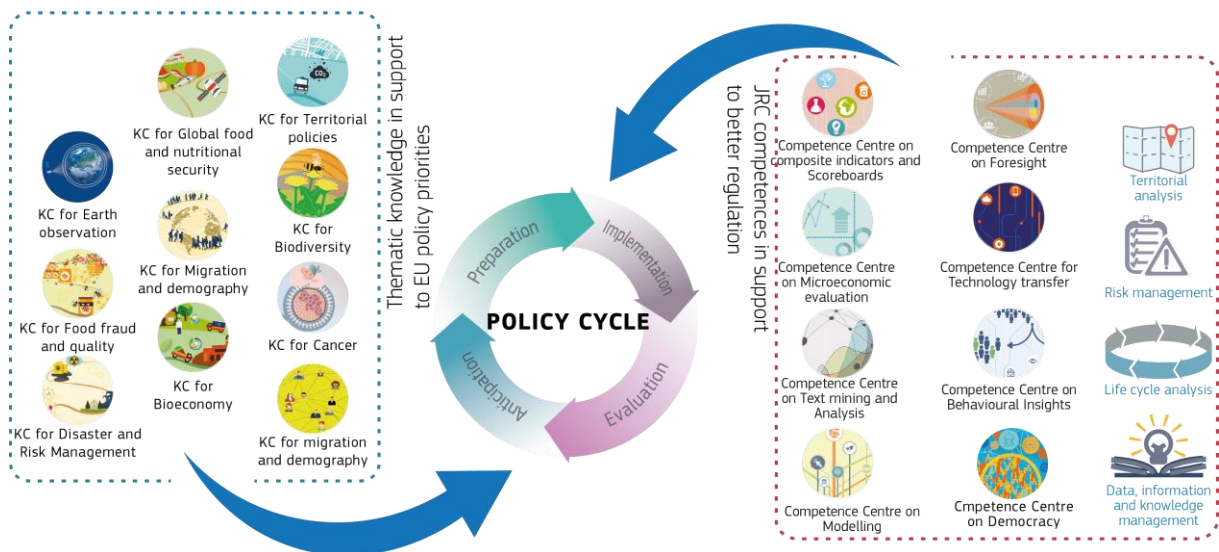 KC for Global food
and nutritional
security
KC for Territorial
policies
CO₂
KC for Earth
observation
KC for Migration
and demography
KC for
Biodiversity
KC for Food fraud
and quality
KC for
Bioeconomy
KC for Cancer
KC for Disaster and
Risk Management
KC for migration
and demography
Thematic knowledge in support
to EU policy priorities
POLICY CYCLE
Preparation
Implementation
Evaluation
Anticipation
JRC competences in support
to better regulation
Competence Centre on
composite indicators and
Scoreboards
Competence Centre
on Foresight
Competence Centre
on Microeconomic
evaluation
Competence Centre for
Technology transfer
Competence Centre
on Text mining and
Analysis
Competence Centre on
Behavioural Insights
Competence Centre on
Modelling
Cmpetence Centre
on Democracy
Territorial
analysis
Risk management
Life cycle analysis
Data, information
and knowledge
management